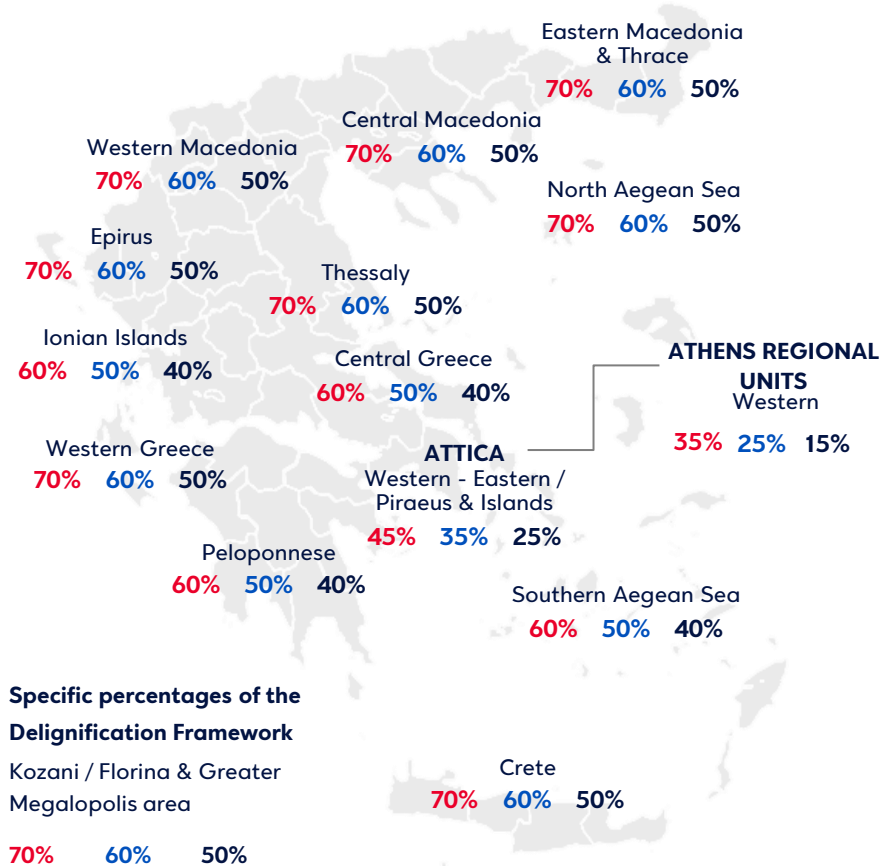 Eastern Macedonia
& Thrace
70% 60% 50%
Central Macedonia
70% 60% 50%
Western Macedonia
70% 60% 50%
North Aegean Sea
70% 60% 50%
Epirus
70% 60% 50%
Thessaly
70% 60% 50%
Ionian Islands
60% 50% 40%
Central Greece
60% 50% 40%
ATHENS REGIONAL
UNITS
Western
35% 25% 15%
Western Greece
70% 60% 50%
ATTICA
Western - Eastern /
Piraeus & Islands
45% 35% 25%
Peloponnese
60% 50% 40%
Southern Aegean Sea
60% 50% 40%
Specific percentages of the
Delignification Framework
Kozani / Florina & Greater
Megalopolis area
70% 60% 50%
Crete
70% 60% 50%